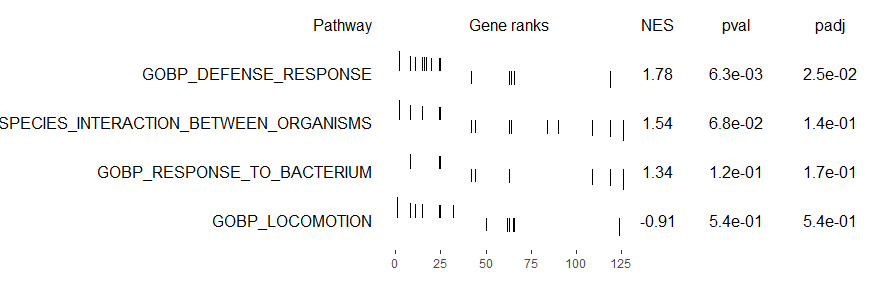 Pathway Gene ranks NES pval padj
GOBP_DEFENSE_RESPONSE 1.78 6.3e-03 2.5e-02
SPECIES_INTERACTION_BETWEEN_ORGANISMS 1.54 6.8e-02 1.4e-01
GOBP_RESPONSE_TO_BACTERIUM 1.34 1.2e-01 1.7e-01
GOBP_LOCOMOTION -0.91 5.4e-01 5.4e-01
0 25 50 75 100 125